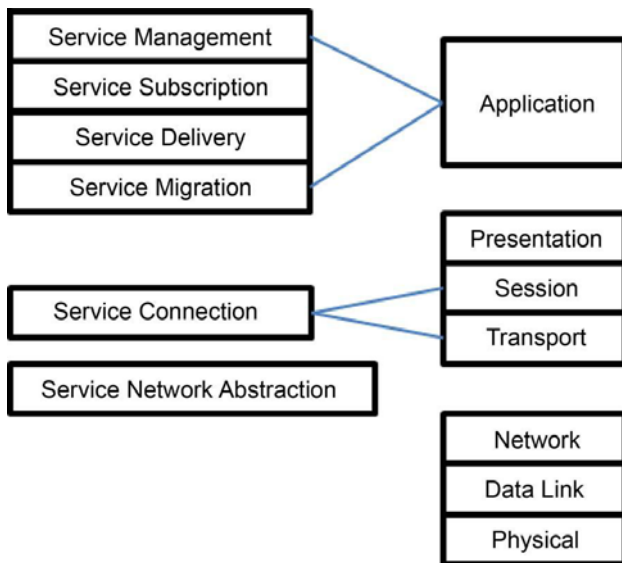 Service Management
Service Subscription
Service Delivery
Service Migration
Application
Presentation
Session
Transport
Service Connection
Service Network Abstraction
Network
Data Link
Physical